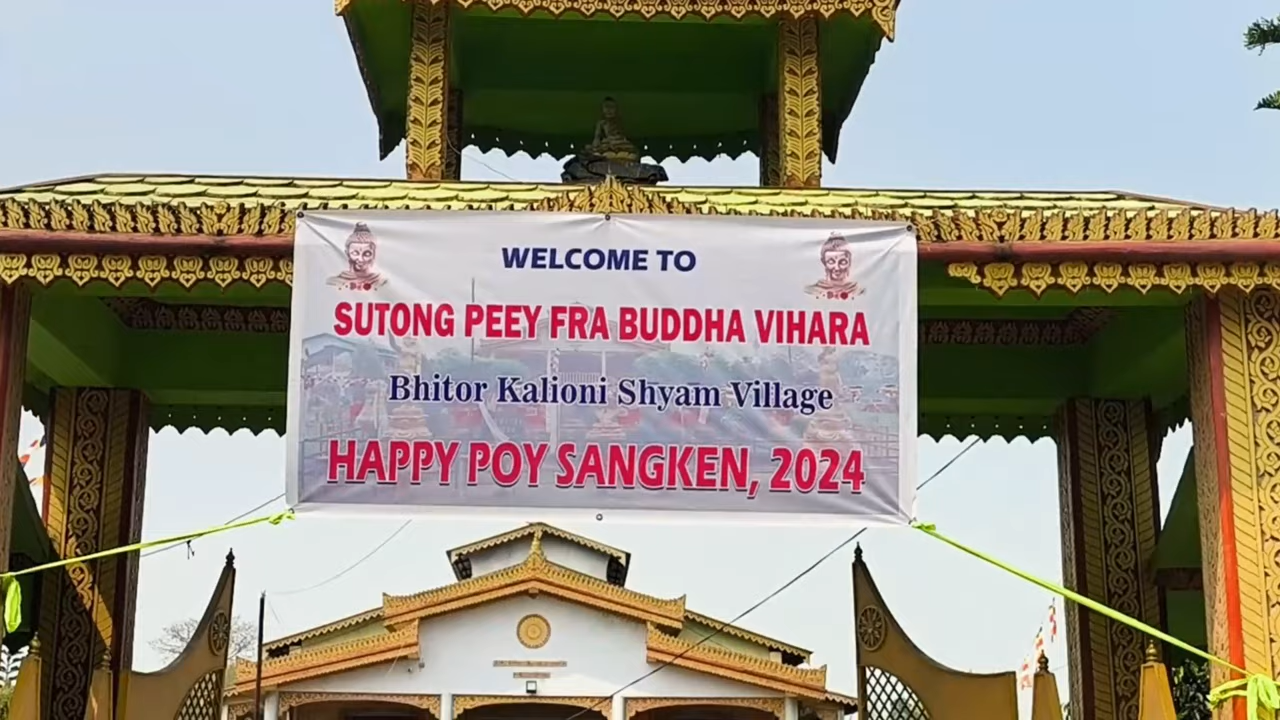 WELCOME TO
SUTONG PEEY FRA BUDDHA VIHARA
Bhitor Kalioni Shyam Village
HAPPY POY SANGKEN, 2024